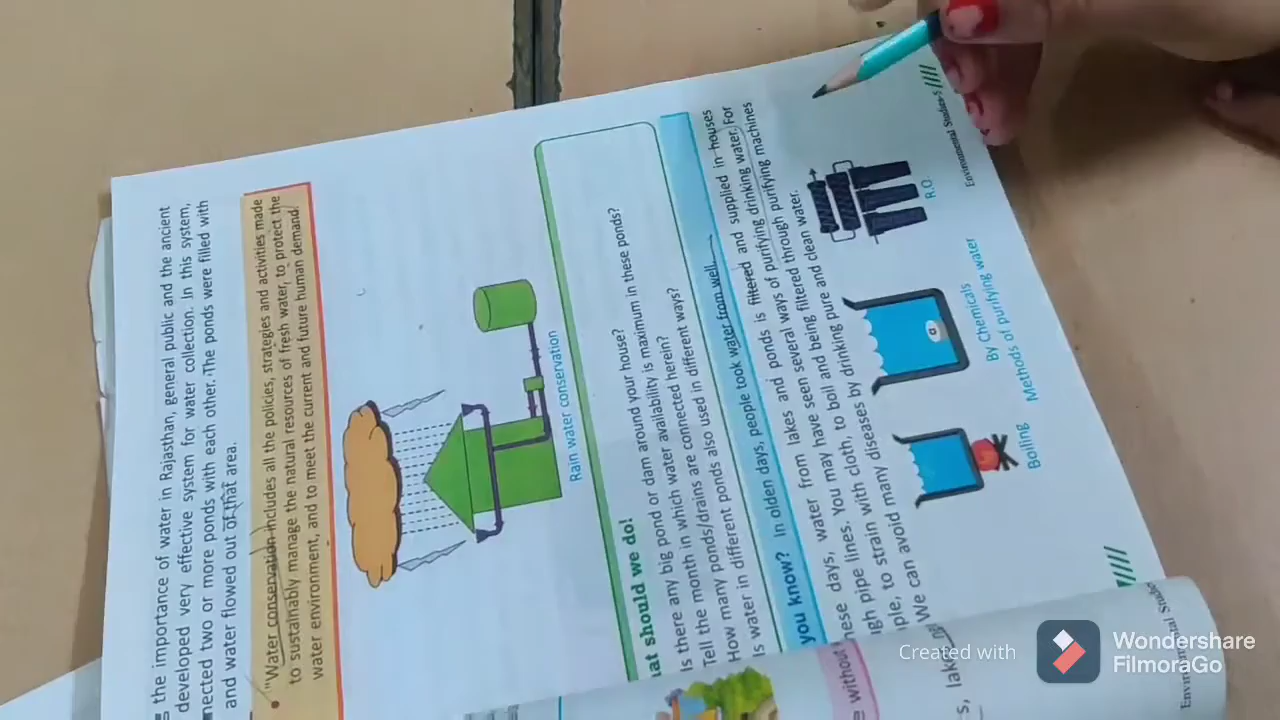 the importance of water in Rajasthan, general public and the ancient
developed very effective system for water collection. In this system,
nected two or more ponds with each other. The ponds were filled with
and water flowed out of that area.
• "Water conservation includes all the policies, strategies and activities made
to sustainably manage the natural resources of fresh water, to protect the
water environment, and to meet the current and future human demand.
Rain water conservation
at should we do!
Is there any big pond or dam around your house?
Tell the month in which water availability is maximum in these ponds?
How many ponds/drains are connected herein?
Is water in different ponds also used in different ways?
you know? In olden days, people took water from well.
hese days, water from lakes and ponds is filtered and supplied in houses
ugh pipe lines. You may have seen several ways of purifying drinking water. For
ple, to strain with cloth, to boil and being filtered through purifying machines
We can avoid many diseases by drinking pure and clean water.
Boiling
By Chemicals
R.O.
Methods of purifying water
Environmental Studies-5
without
s, lake
Environmental Studie
Created with
Wondershare
FilmoraGo